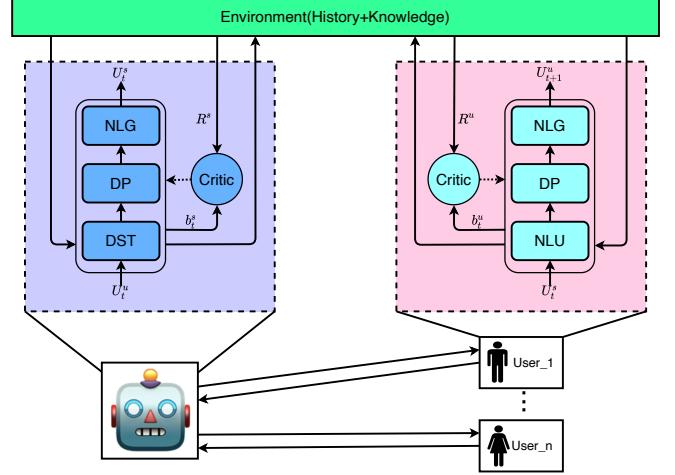 Environment(History+Knowledge)
U_t^s
NLG
DP
DST
U_t^u
R^s
Critic
b_t^s
U_{t+1}^u
NLG
DP
NLU
U_t^s
R^u
Critic
b_t^u
User_1
User_n